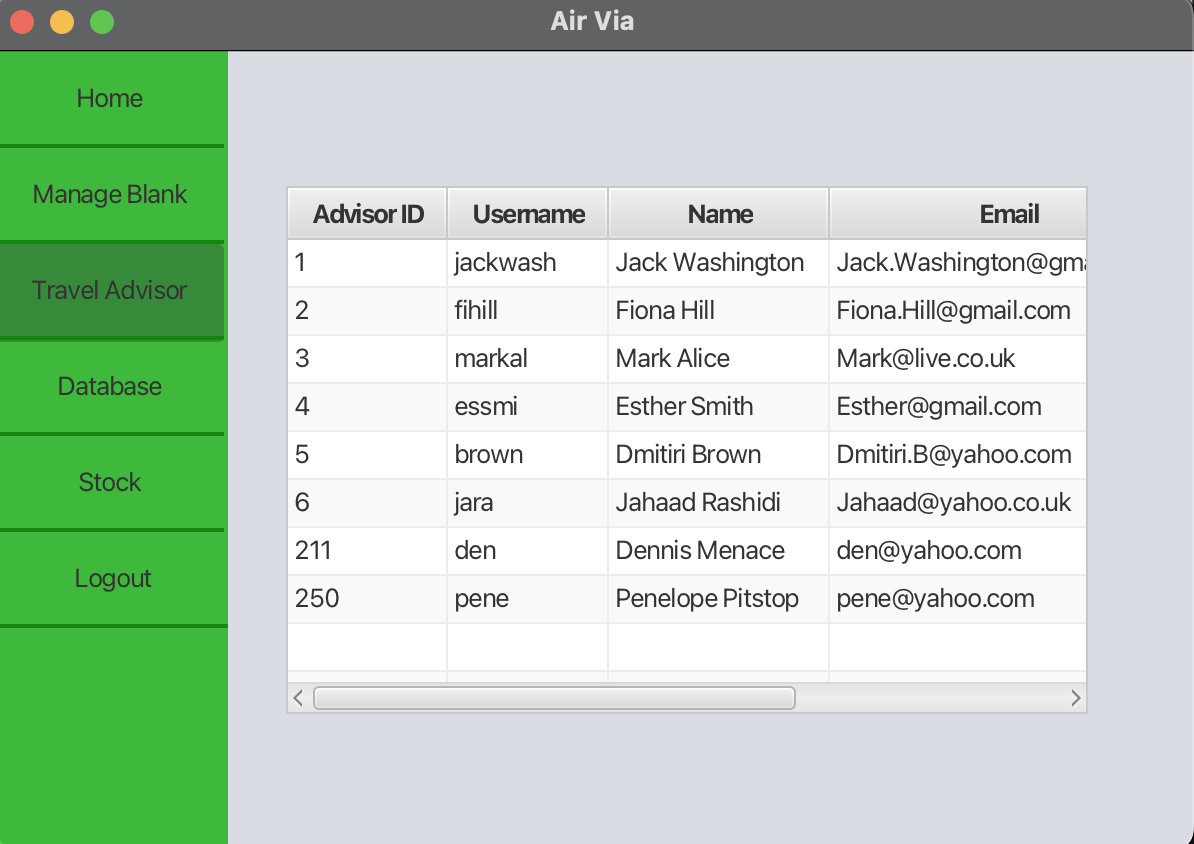 Air Via
Home
Manage Blank
Travel Advisor
Database
Stock
Logout
Advisor ID Username Name Email
1 jackwash Jack Washington Jack.Washington@gma
2 fihill Fiona Hill Fiona.Hill@gmail.com
3 markal Mark Alice Mark@live.co.uk
4 essmi Esther Smith Esther@gmail.com
5 brown Dmitiri Brown Dmitiri.B@yahoo.com
6 jara Jahaad Rashidi Jahaad@yahoo.co.uk
211 den Dennis Menace den@yahoo.com
250 pene Penelope Pitstop pene@yahoo.com